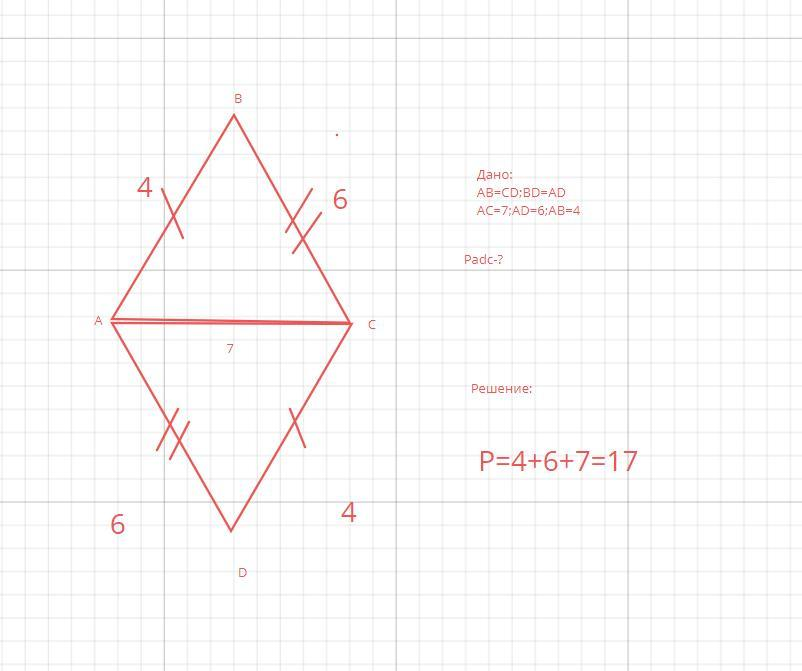 B
4
6
A
C
7
6
4
D
Дано:
AB=CD;BD=AD
AC=7;AD=6;AB=4
Padc-?
Решение:
P=4+6+7=17